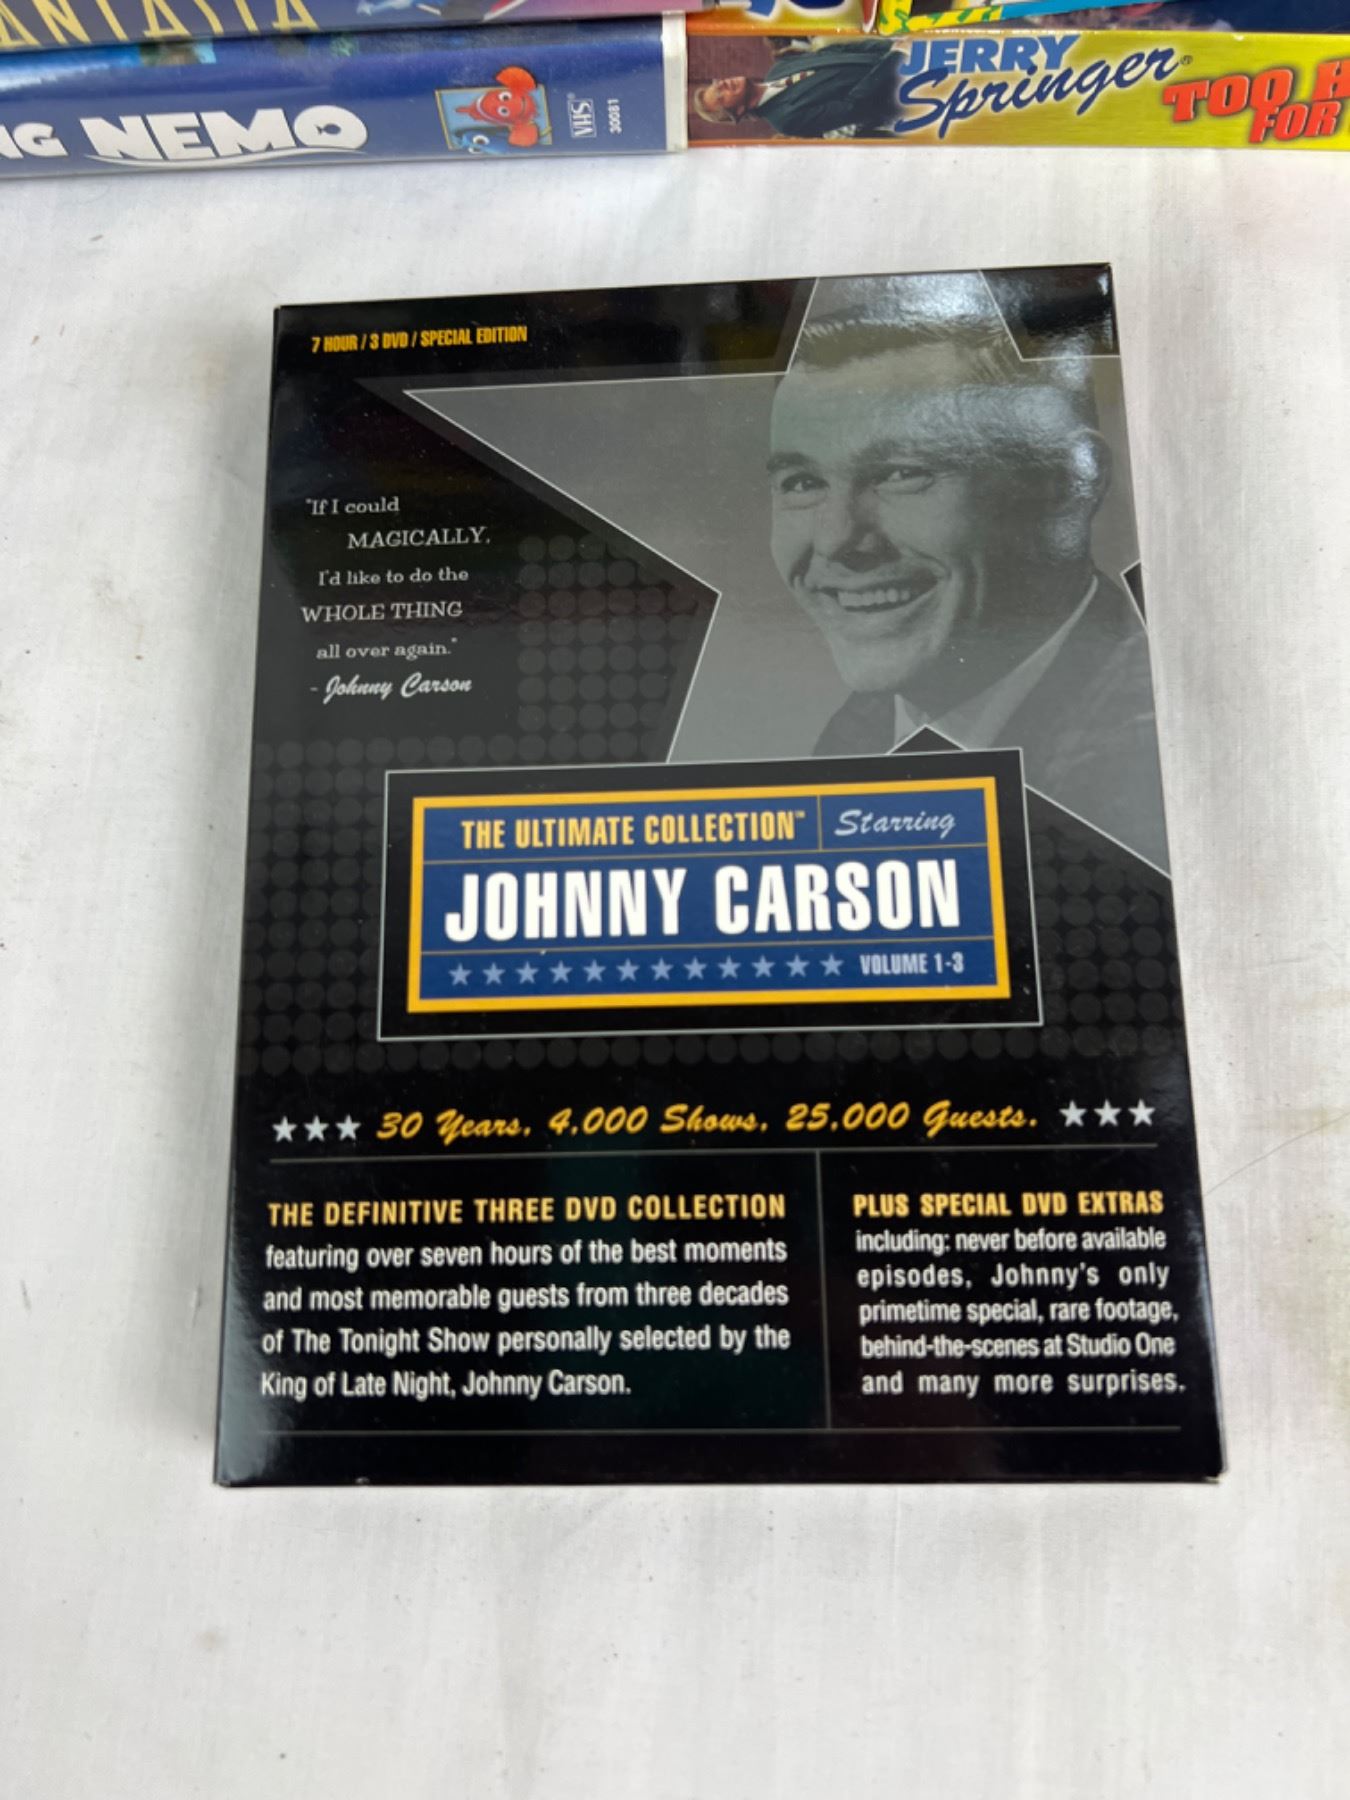 ANTASIA
NG NEMO
VHS
30081
JERRY
Springer
TOO
FOR
7 HOUR / 3 DVD / SPECIAL EDITION
"If I could
MAGICALLY,
I'd like to do the
WHOLE THING
all over again."
- Johnny Carson
THE ULTIMATE COLLECTION™ Starring
JOHNNY CARSON
VOLUME 1-3
30 Years, 4,000 Shows, 25,000 Guests.
THE DEFINITIVE THREE DVD COLLECTION
featuring over seven hours of the best moments
and most memorable guests from three decades
of The Tonight Show personally selected by the
King of Late Night, Johnny Carson.
PLUS SPECIAL DVD EXTRAS
including: never before available
episodes, Johnny's only
primetime special, rare footage,
behind-the-scenes at Studio One
and many more surprises.